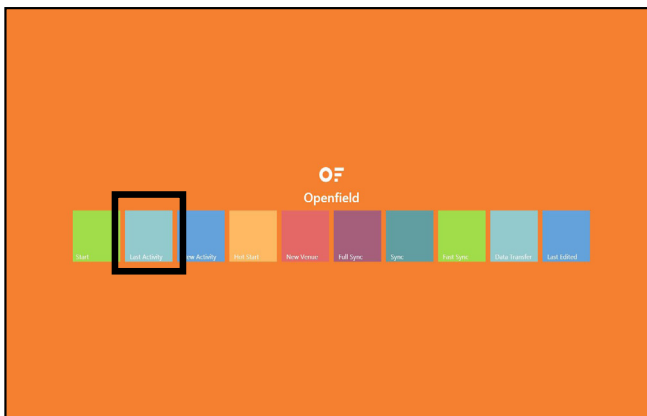 OF
Openfield
Start Last Activity New Activity Hot Start New Venue Full Sync Sync Fast Sync Data Transfer Last Edited